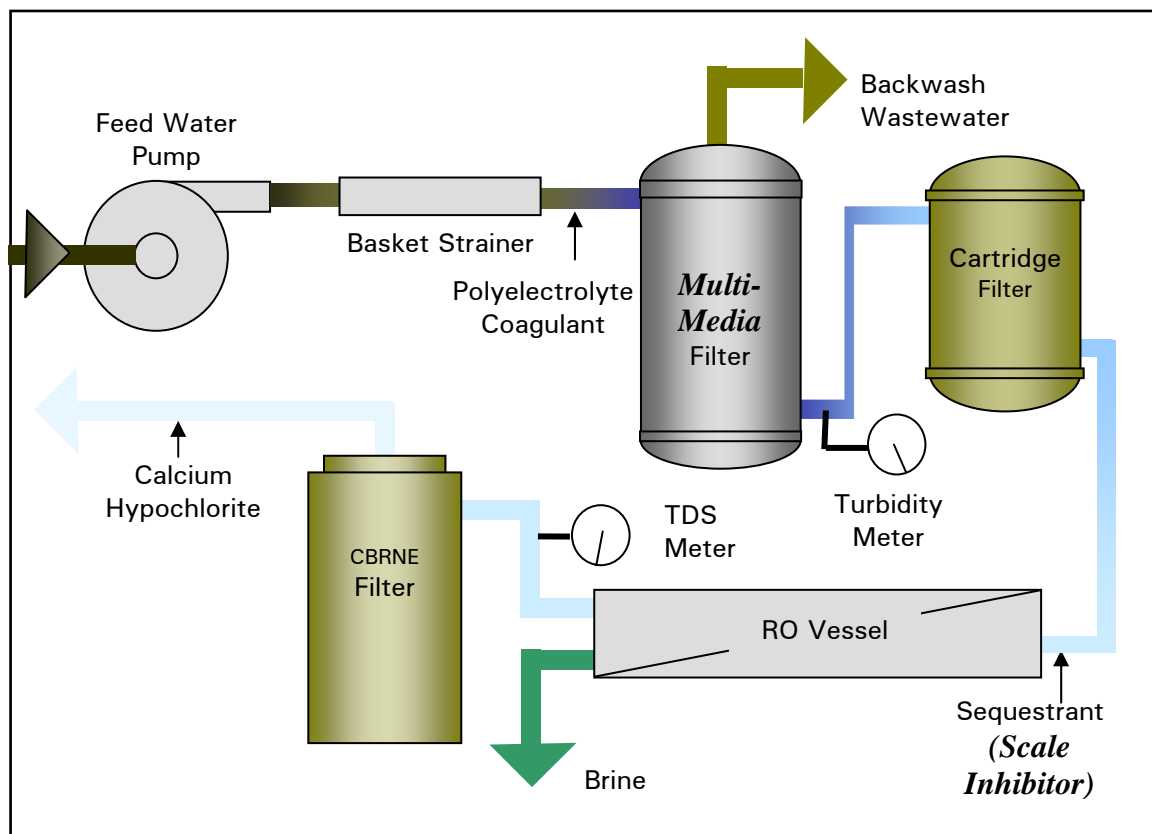 Feed Water
Pump
Basket Strainer
Polyelectrolyte
Coagulant
Multi-
Media
Filter
Backwash
Wastewater
Cartridge
Filter
Turbidity
Meter
Calcium
Hypochlorite
CBRNE
Filter
TDS
Meter
RO Vessel
Sequestrant
(Scale
Inhibitor)
Brine